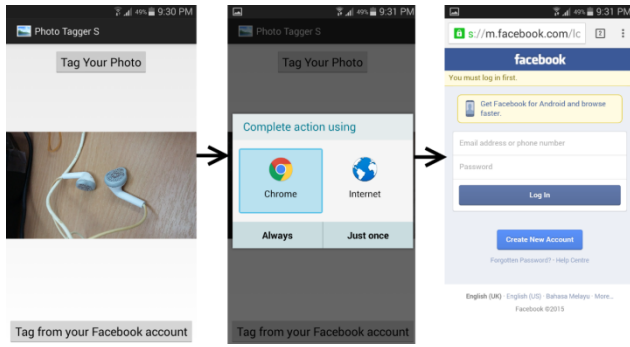 49% 9:30 PM
Photo Tagger S
Tag Your Photo
Tag from your Facebook account
49% 9:31 PM
Photo Tagger S
Tag Your Photo
Complete action using
Chrome
Internet
Always
Just once
Tag from your Facebook account
49% 9:31 PM
s://m.facebook.com/lc
2
facebook
You must log in first.
Get Facebook for Android and browse
faster.
Email address or phone number
Password
Log In
Create New Account
Forgotten Password? · Help Centre
English (UK) · English (US) · Bahasa Melayu · More...
Facebook ©2015